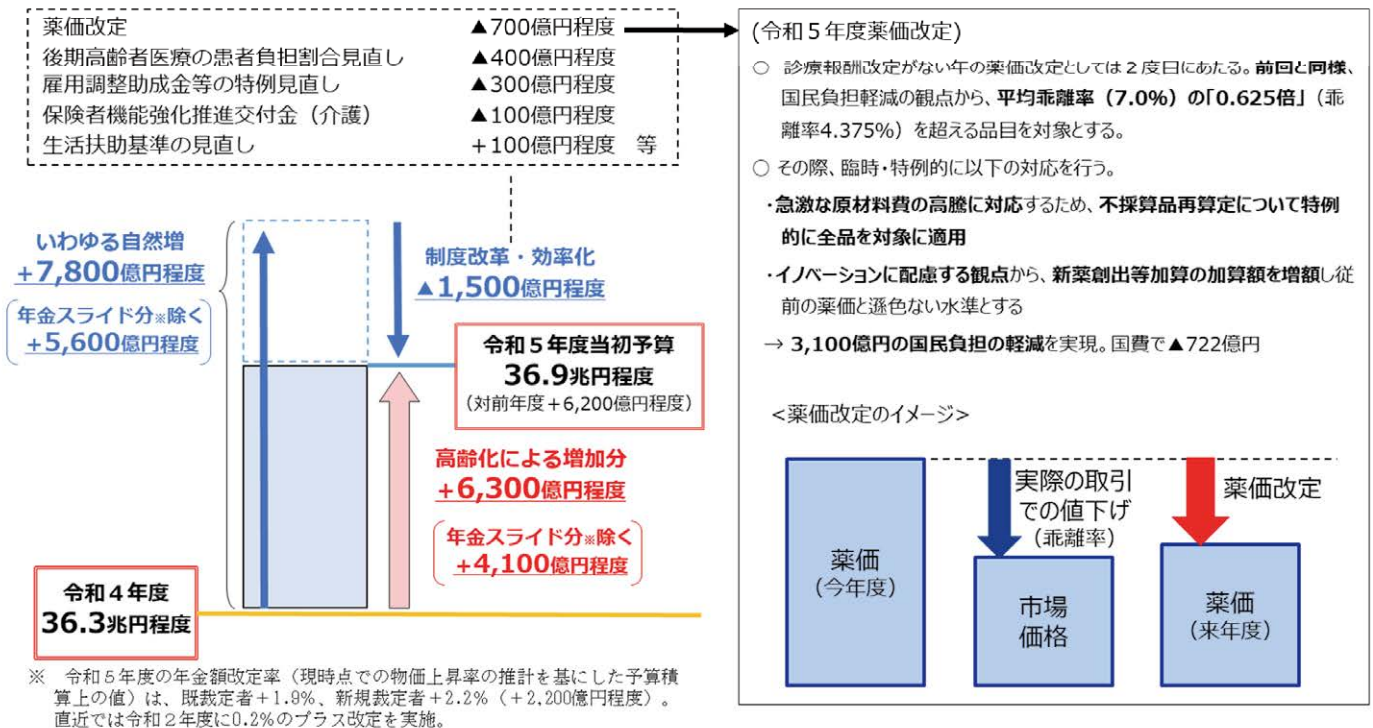 薬価改定 ▲700億円程度
後期高齢者医療の患者負担割合見直し ▲400億円程度
雇用調整助成金等の特例見直し ▲300億円程度
保険者機能強化推進交付金（介護） ▲100億円程度
生活扶助基準の見直し +100億円程度 等
いわゆる自然増
+7,800億円程度
年金スライド分※除く
+5,600億円程度
制度改革・効率化
▲1,500億円程度
令和５年度当初予算
36.9兆円程度
（対前年度+6,200億円程度）
高齢化による増加分
+6,300億円程度
年金スライド分※除く
+4,100億円程度
令和４年度
36.3兆円程度
※ 令和５年度の年金額改定率（現時点での物価上昇率の推計を基にした予算積
算上の値）は、既裁定者＋1.9％、新規裁定者＋2.2％（＋2,200億円程度）。
直近では令和２年度に0.2％のプラス改定を実施。
(令和５年度薬価改定)
○ 診療報酬改定がない年の薬価改定としては２度目にあたる。前回と同様、
国民負担軽減の観点から、平均乖離率（7.0%）の「0.625倍」（乖
離率4.375%）を超える品目を対象とする。
○ その際、臨時・特例的に以下の対応を行う。
・急激な原材料費の高騰に対応するため、不採算品再算定について特例
的に全品を対象に適用
・イノベーションに配慮する観点から、新薬創出等加算の加算額を増額し従
前の薬価と遜色ない水準とする
→ 3,100億円の国民負担の軽減を実現。国費で▲722億円
＜薬価改定のイメージ＞
薬価
（今年度）
実際の取引
での値下げ
（乖離率）
市場
価格
薬価改定
薬価
（来年度）